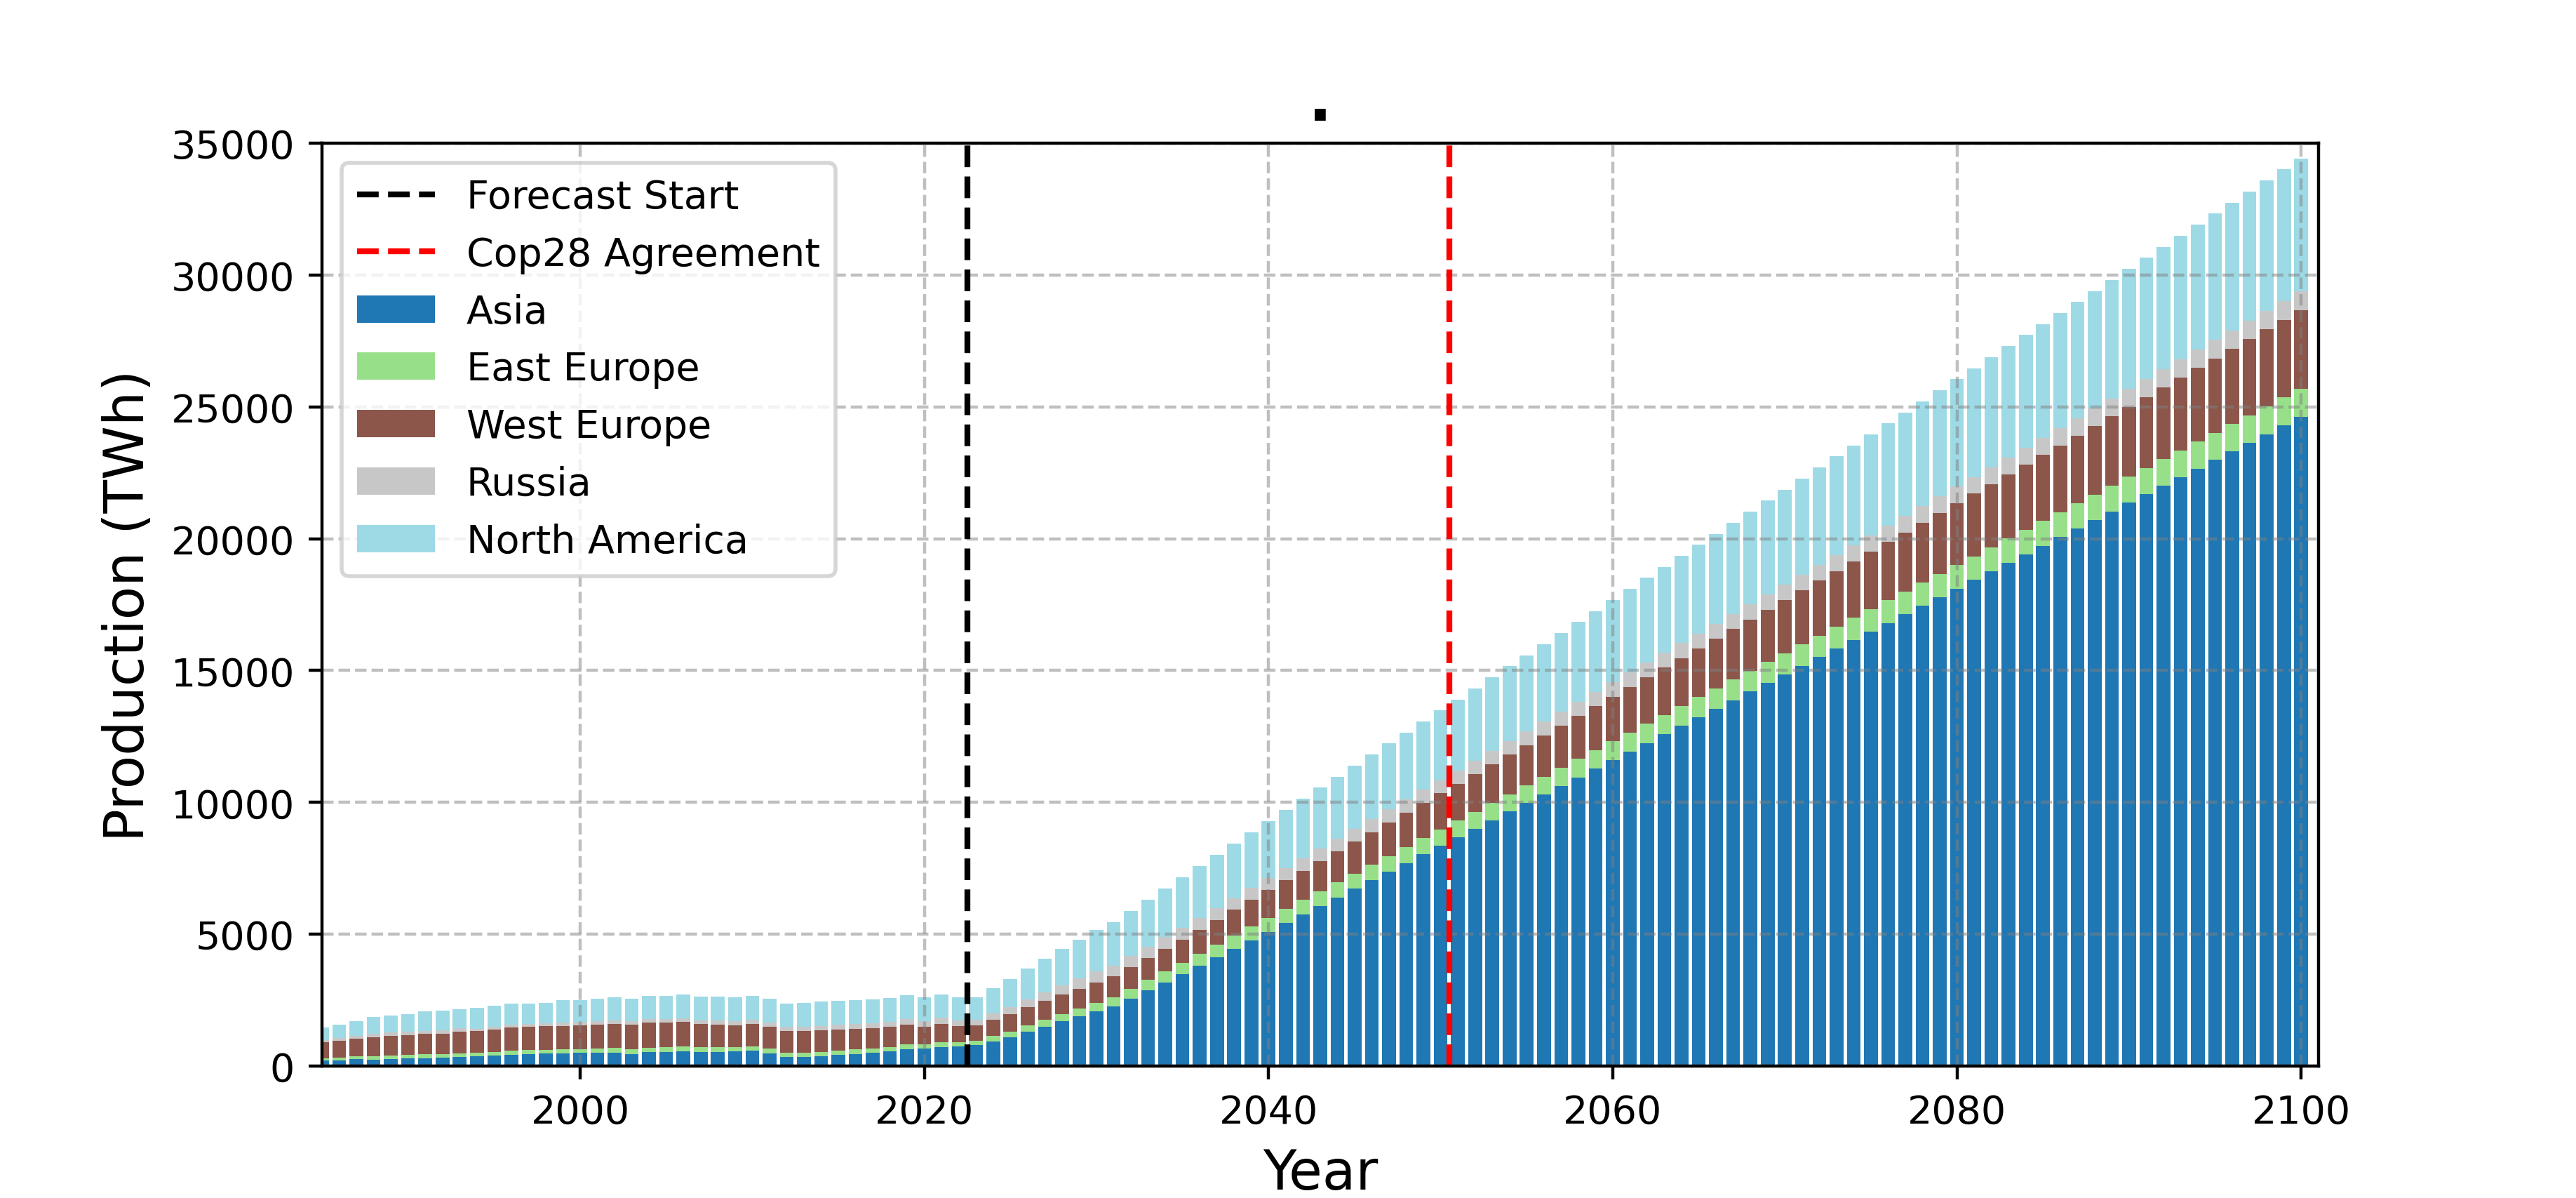 .
35000
30000
25000
20000
15000
10000
5000
0
Production (TWh)
Forecast Start
Cop28 Agreement
Asia
East Europe
West Europe
Russia
North America
2000 2020 2040 2060 2080 2100
Year